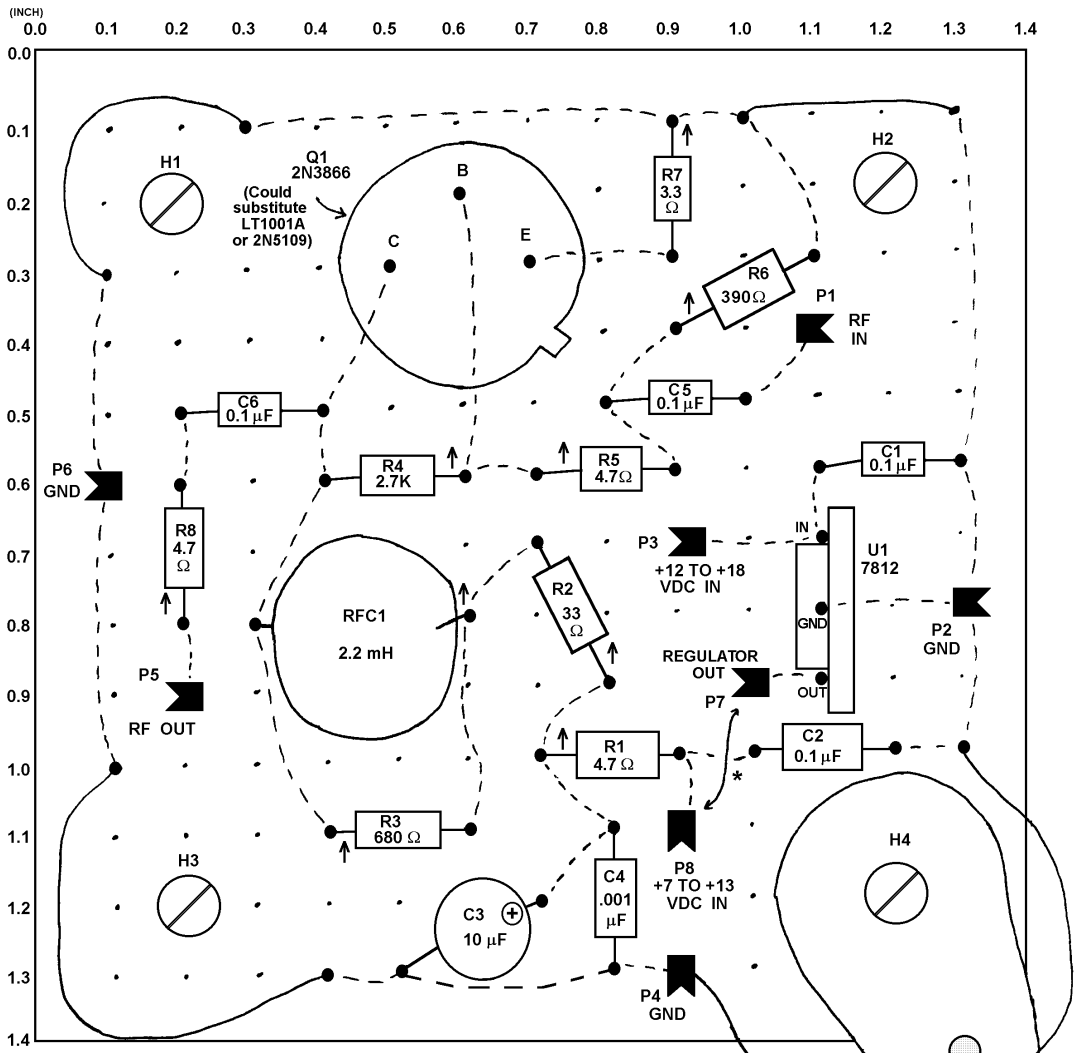 (INCH)
0.0 0.1 0.2 0.3 0.4 0.5 0.6 0.7 0.8 0.9 1.0 1.1 1.2 1.3 1.4
0.0
0.1
0.2
0.3
0.4
0.5
0.6
0.7
0.8
0.9
1.0
1.1
1.2
1.3
1.4
H1
Q1
2N3866
(Could
substitute
LT1001A
or 2N5109)
B
C
E
R7
3.3
Ω
H2
R6
390Ω
P1
RF
IN
C6
0.1 µF
C5
0.1 µF
P6
GND
R4
2.7K
R5
4.7Ω
C1
0.1 µF
R8
4.7
Ω
P3
+12 TO +18
VDC IN
IN
GND
OUT
U1
7812
RFC1
2.2 mH
R2
33
Ω
P2
GND
REGULATOR
OUT
P7
P5
RF OUT
R1
4.7 Ω
*
C2
0.1 µF
R3
680 Ω
P8
+7 TO +13
VDC IN
H3
H4
C3
+
10 µF
C4
.001
µF
P4
GND